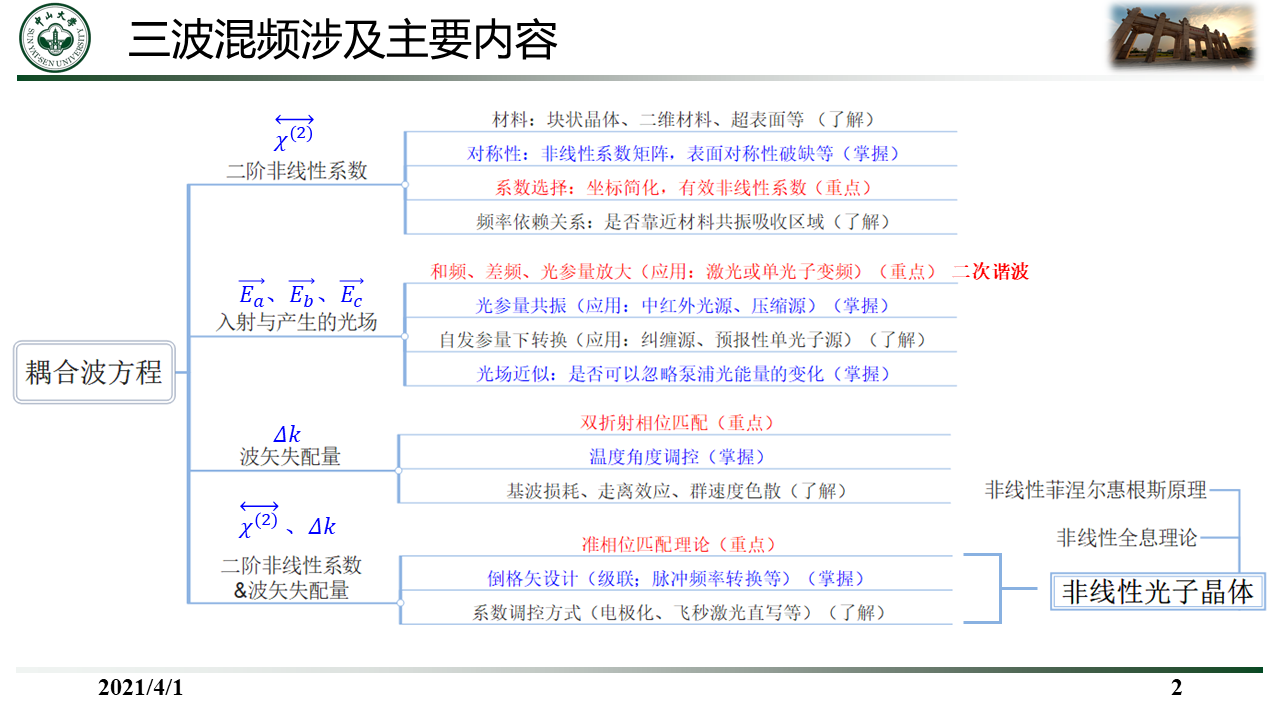 中山大学
SUN YAT-SEN UNIVERSITY
三波混频涉及主要内容
χ⁽²⁾
二阶非线性系数
材料：块状晶体、二维材料、超表面等 （了解）
对称性：非线性系数矩阵，表面对称性破缺等（掌握）
系数选择：坐标简化，有效非线性系数（重点）
频率依赖关系：是否靠近材料共振吸收区域（了解）
Eₐ、E_b、E_c
入射与产生的光场
和频、差频、光参量放大（应用：激光或单光子变频）（重点） 二次谐波
光参量共振（应用：中红外光源、压缩源）（掌握）
自发参量下转换（应用：纠缠源、预报性单光子源）（了解）
光场近似：是否可以忽略泵浦光能量的变化（掌握）
耦合波方程
Δk
波矢失配量
双折射相位匹配（重点）
温度角度调控（掌握）
基波损耗、走离效应、群速度色散（了解）
χ⁽²⁾ 、Δk
二阶非线性系数
&波矢失配量
准相位匹配理论（重点）
倒格矢设计（级联；脉冲频率转换等）（掌握）
系数调控方式（电极化、飞秒激光直写等）（了解）
非线性菲涅尔惠根斯原理
非线性全息理论
非线性光子晶体
2021/4/1
2